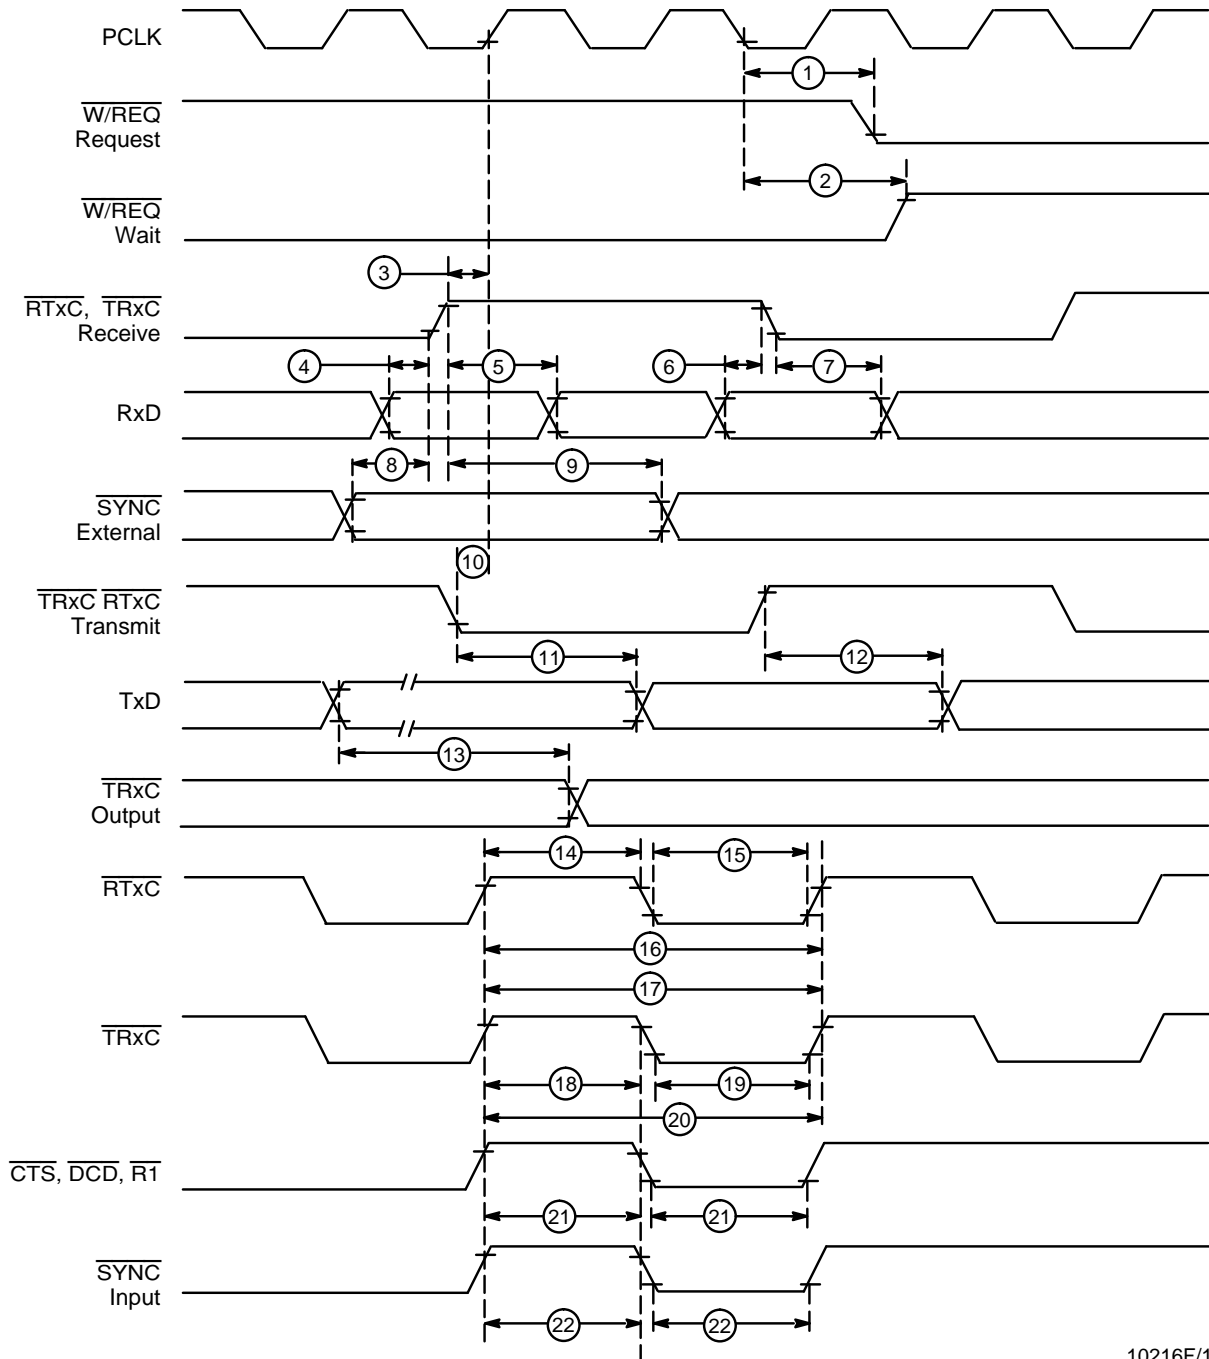 PCLK
1
W/REQ
Request
2
W/REQ
Wait
3
RTxC, TRxC
Receive
4
5
6
7
RxD
8
9
SYNC
External
10
TRxC RTxC
Transmit
11
12
TxD
13
TRxC
Output
14
15
RTxC
16
17
TRxC
18
19
20
CTS, DCD, R1
21
21
SYNC
Input
22
22
10216F/1